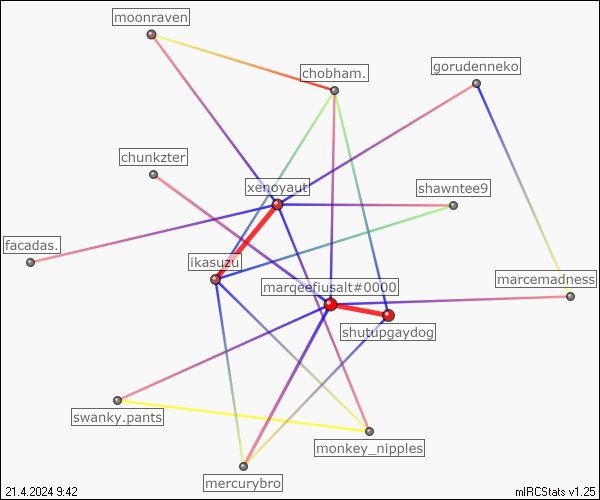 moonraven
chobham.
gorudenneko
chunkzter
xenoyaut
shawntee9
facadas.
ikasuzu
marcemadness
marqeefiusalt#0000
shutupgaydog
swanky.pants
monkey_nipples
mercurybro
21.4.2024 9:42
mIRCStats v1.25